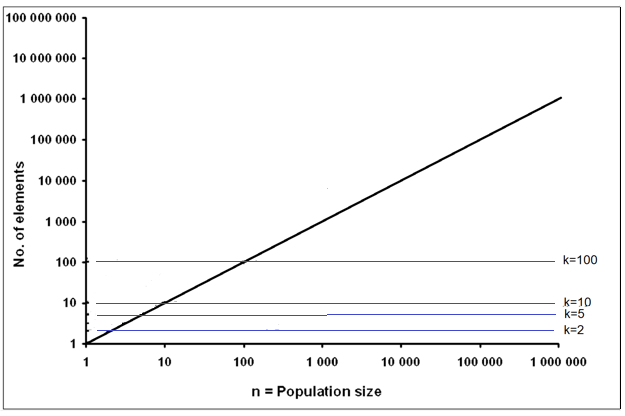 100 000 000
10 000 000
1 000 000
100 000
10 000
1 000
100
10
1
No. of elements
k=100
k=10
k=5
k=2
1 10 100 1 000 10 000 100 000 1 000 000
n = Population size